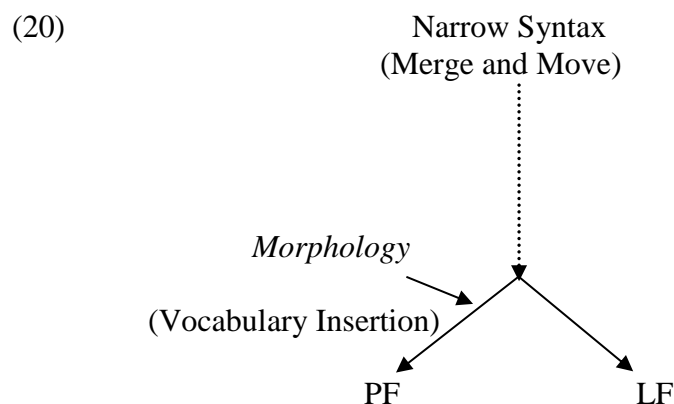 (20) Narrow Syntax
(Merge and Move)
Morphology
(Vocabulary Insertion)
PF LF